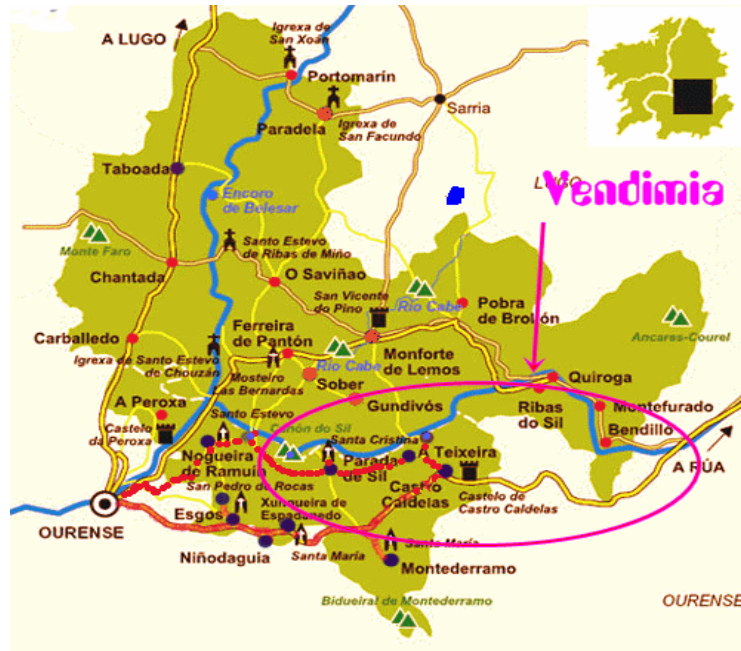 A LUGO
Igrexa de
San Xoán
Portomarín
Sarria
Paradela
Igrexa de
San Facundo
Taboada
LUGO
Vendimia
Encoro
de Belesar
Monte Faro
Santo Estevo
de Ribas de Miño
Chantada
O Saviñao
San Vicente
do Pino
Río Cabe
Pobra
de Brollón
Ancares-Courel
Carballedo
Ferreira
de Pantón
Igrexa de Santo Estevo
de Chouzán
Río Cabe
Monforte
de Lemos
Mosteiro
Las Bernardas
Sober
Quiroga
A Peroxa
Gundivós
Ribas
do Sil
Montefurado
Santo Estevo
Castelo
da Peroxa
Cañón do Sil
Santa Cristina
Bendillo
A Teixeira
A RÚA
Nogueira
de Ramuín
Parada
de Sil
San Pedro de Rocas
Castro
Caldelas
Castelo de
Castro Caldelas
Xunqueira de
Espadanedo
OURENSE
Esgos
Niñodaguia
Santa María
Santa María
Montederramo
Bidueiral de Montederramo
OURENSE